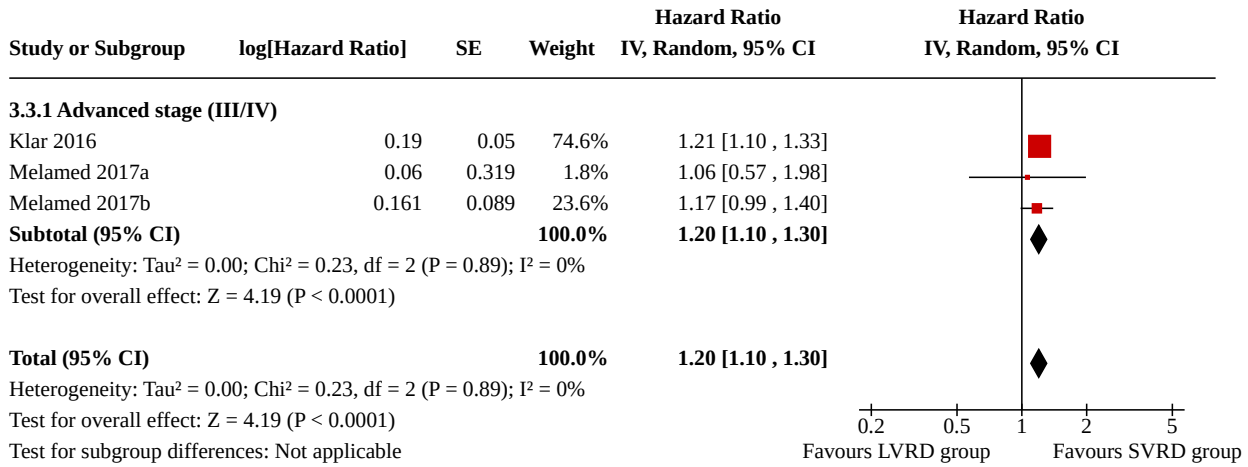 Hazard Ratio Hazard Ratio
Study or Subgroup log[Hazard Ratio] SE Weight IV, Random, 95% CI IV, Random, 95% CI
3.3.1 Advanced stage (III/IV)
Klar 2016 0.19 0.05 74.6% 1.21 [1.10 , 1.33]
Melamed 2017a 0.06 0.319 1.8% 1.06 [0.57 , 1.98]
Melamed 2017b 0.161 0.089 23.6% 1.17 [0.99 , 1.40]
Subtotal (95% CI) 100.0% 1.20 [1.10 , 1.30]
Heterogeneity: Tau² = 0.00; Chi² = 0.23, df = 2 (P = 0.89); I² = 0%
Test for overall effect: Z = 4.19 (P < 0.0001)
Total (95% CI) 100.0% 1.20 [1.10 , 1.30]
Heterogeneity: Tau² = 0.00; Chi² = 0.23, df = 2 (P = 0.89); I² = 0%
Test for overall effect: Z = 4.19 (P < 0.0001) 0.2 0.5 1 2 5
Test for subgroup differences: Not applicable Favours LVRD group Favours SVRD group